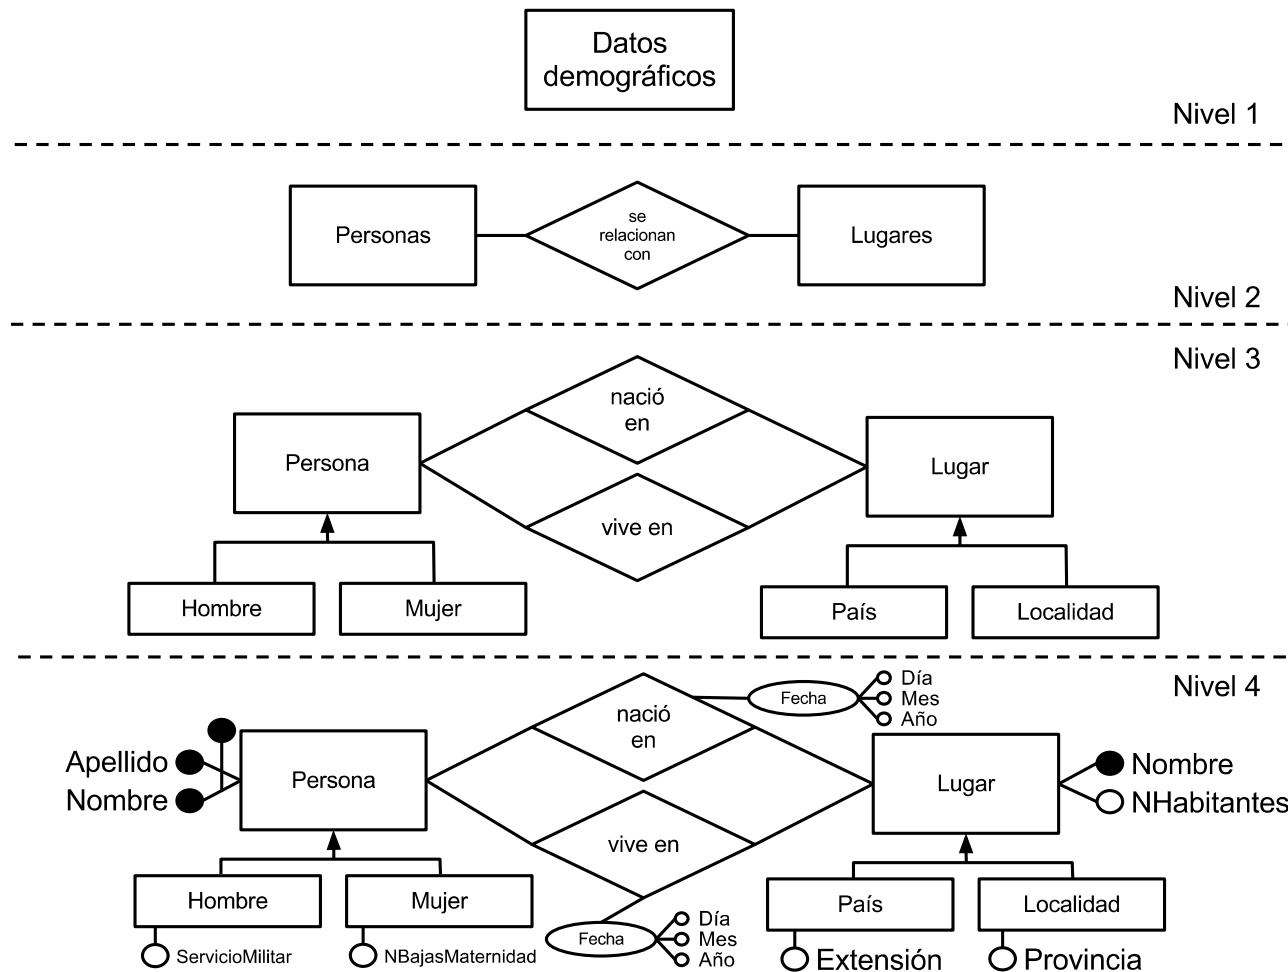 Datos
demográficos
Nivel 1
Personas
se
relacionan
con
Lugares
Nivel 2
Nivel 3
nació
en
Persona
Lugar
vive en
Hombre
Mujer
País
Localidad
Nivel 4
Fecha
Día
Mes
Año
nació
en
Apellido
Nombre
Persona
Lugar
Nombre
NHabitantes
vive en
Hombre
Mujer
País
Localidad
ServicioMilitar
NBajasMaternidad
Fecha
Día
Mes
Año
Extensión
Provincia